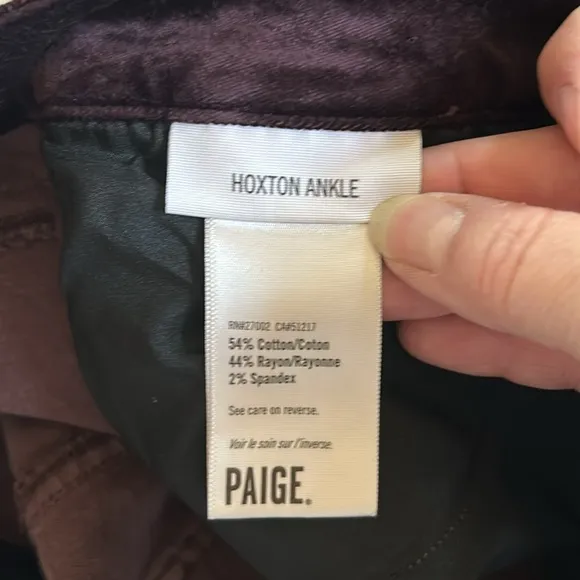 HOXTON ANKLE
RN#27002 CA#51217
54% Cotton/Coton
44% Rayon/Rayonne
2% Spandex
See care on reverse.
Voir le soin sur l'inverse.
PAIGE.